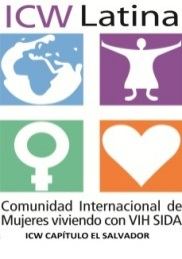 ICW Latina
Comunidad Internacional de
Mujeres viviendo con VIH SIDA
ICW CAPÍTULO EL SALVADOR